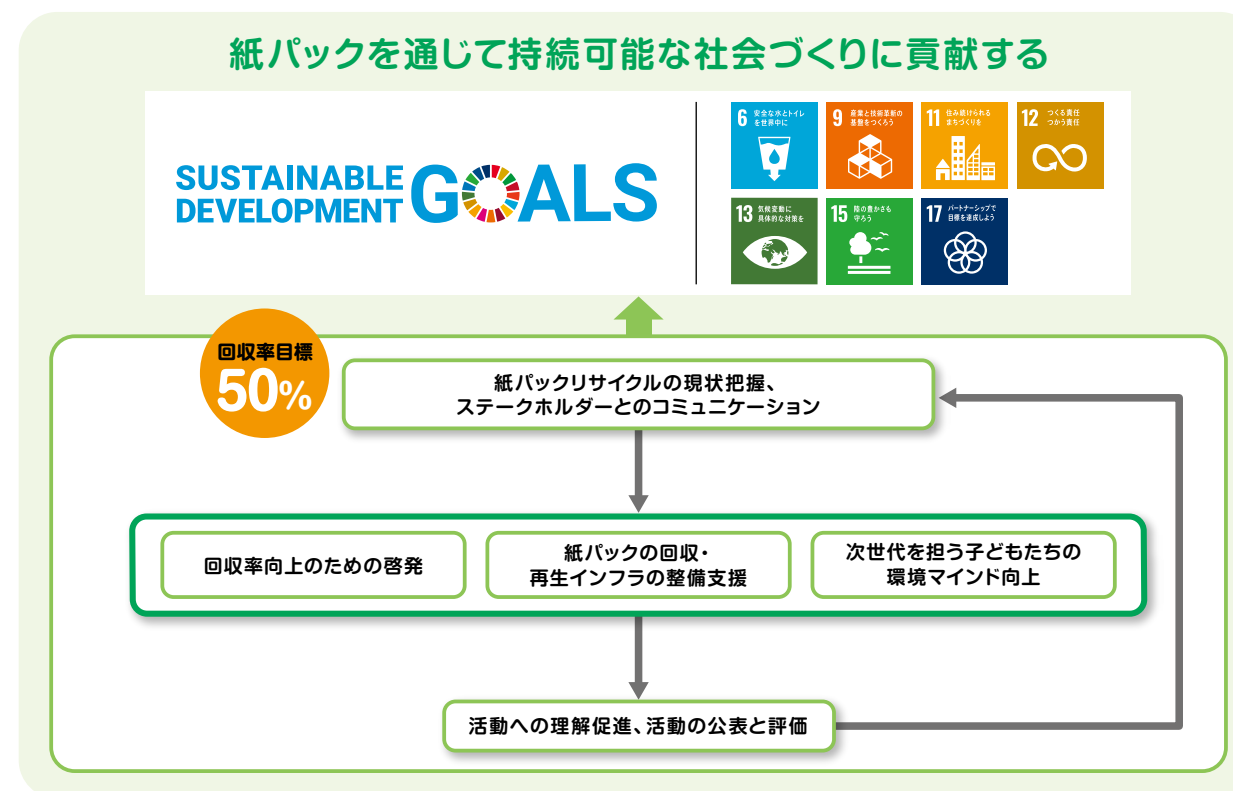 紙パックを通じて持続可能な社会づくりに貢献する
SUSTAINABLE
DEVELOPMENT
GOALS
6 安全な水とトイレ
を世界中に
9 産業と技術革新の
基盤をつくろう
11 住み続けられる
まちづくりを
12 つくる責任
つかう責任
13 気候変動に
具体的な対策を
15 陸の豊かさも
守ろう
17 パートナーシップで
目標を達成しよう
回収率目標
50%
紙パックリサイクルの現状把握、
ステークホルダーとのコミュニケーション
回収率向上のための啓発
紙パックの回収・
再生インフラの整備支援
次世代を担う子どもたちの
環境マインド向上
活動への理解促進、活動の公表と評価